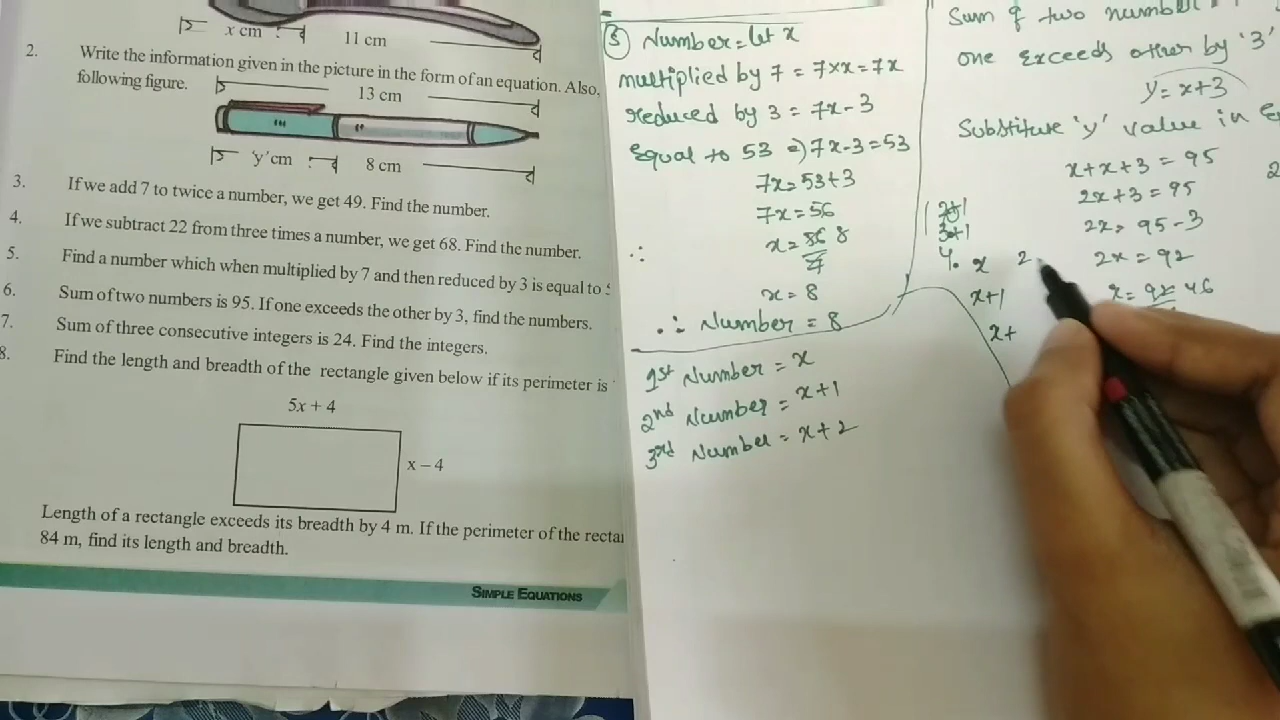 x cm
11 cm
2. Write the information given in the picture in the form of an equation. Also,
following figure.
13 cm
'y' cm
8 cm
3. If we add 7 to twice a number, we get 49. Find the number.
4. If we subtract 22 from three times a number, we get 68. Find the number.
5. Find a number which when multiplied by 7 and then reduced by 3 is equal to
6. Sum of two numbers is 95. If one exceeds the other by 3, find the numbers.
7. Sum of three consecutive integers is 24. Find the integers.
8. Find the length and breadth of the rectangle given below if its perimeter is
5x + 4
x – 4
Length of a rectangle exceeds its breadth by 4 m. If the perimeter of the rectan
84 m, find its length and breadth.
SIMPLE EQUATIONS
5 Number = let x
multiplied by 7 = 7×x = 7x
reduced by 3 = 7x-3
equal to 53 => 7x-3 = 53
7x = 53+3
7x = 56
x = 56 8
7
x = 8
∴ Number = 8
1st Number = x
2nd Number = x+1
3rd Number = x+2
Sum of two number
one exceeds other by '3'
y = x+3
Substitute 'y' value in
x+x+3 = 95
2x+3 = 95
2x = 95-3
2x = 92
x = 92 46
2+1
3+1
4. x 2
x+1
x+